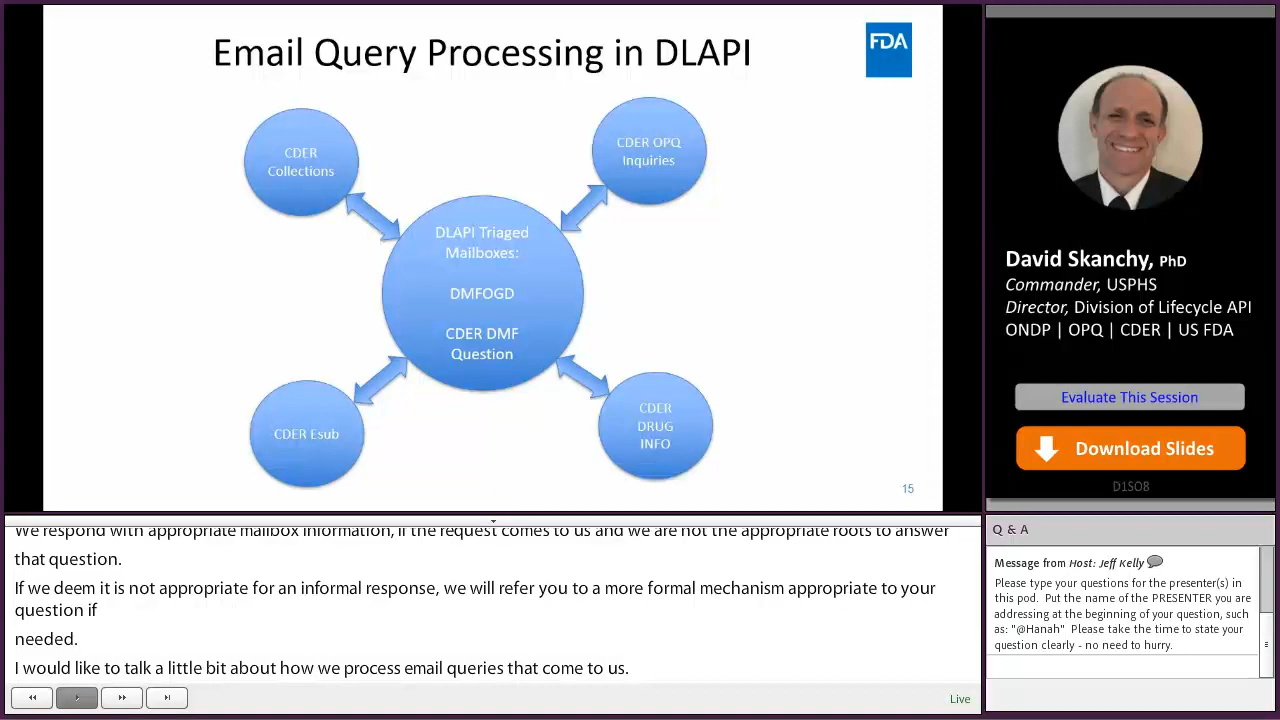 Email Query Processing in DLAPI
FDA
CDER
Collections
CDER OPQ
Inquiries
DLAPI Triaged
Mailboxes:
DMFOGD
CDER DMF
Question
CDER Esub
CDER
DRUG
INFO
15
David Skanchy, PhD
Commander, USPHS
Director, Division of Lifecycle API
ONDP | OPQ | CDER | US FDA
Evaluate This Session
Download Slides
D1S08
We respond with appropriate mailbox information, if the request comes to us and we are not the appropriate roots to answer
that question.
If we deem it is not appropriate for an informal response, we will refer you to a more formal mechanism appropriate to your
question if
needed.
I would like to talk a little bit about how we process email queries that come to us.
Live
Q & A
Message from Host: Jeff Kelly
Please type your questions for the presenter(s) in
this pod. Put the name of the PRESENTER you are
addressing at the beginning of your question, such
as: "@Hanah" Please take the time to state your
question clearly - no need to hurry.